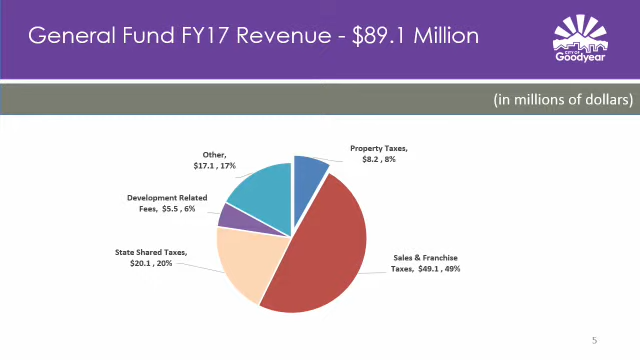 General Fund FY17 Revenue - $89.1 Million
CITY OF
Goodyear
(in millions of dollars)
Property Taxes,
$8.2 , 8%
Other,
$17.1 , 17%
Development Related
Fees, $5.5 , 6%
State Shared Taxes,
$20.1 , 20%
Sales & Franchise
Taxes, $49.1 , 49%
5